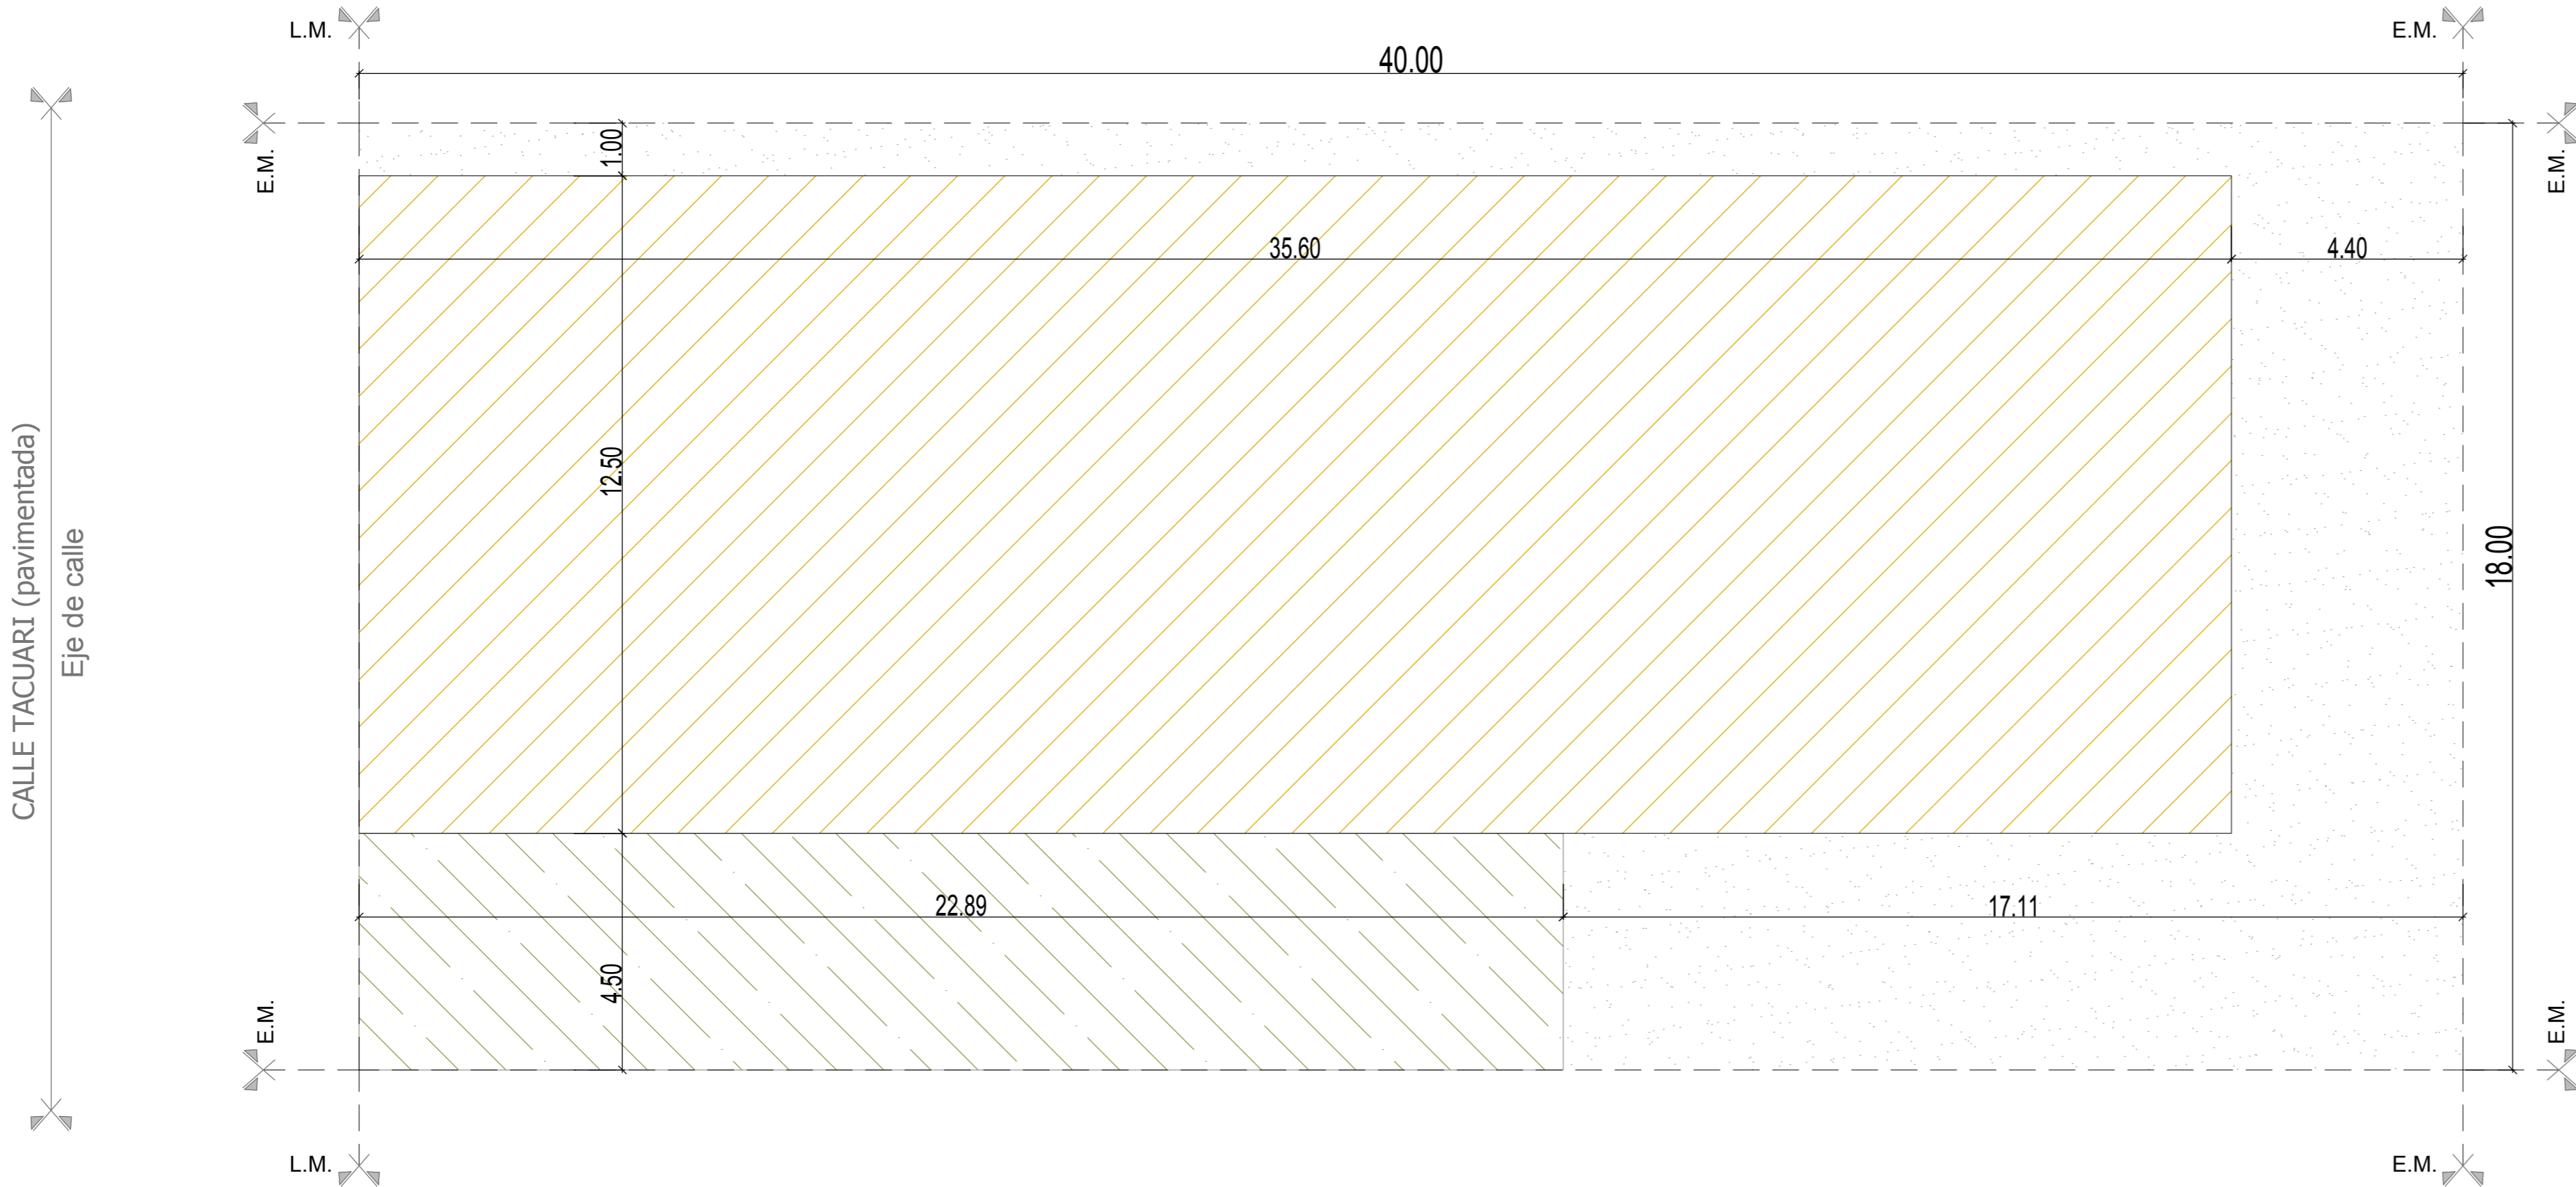 L.M.
E.M.
40.00
E.M.
1.00
E.M.
35.60
4.40
CALLE TACUARI (pavimentada)
Eje de calle
12.50
18.00
22.89
17.11
4.50
E.M.
E.M.
L.M.
E.M.